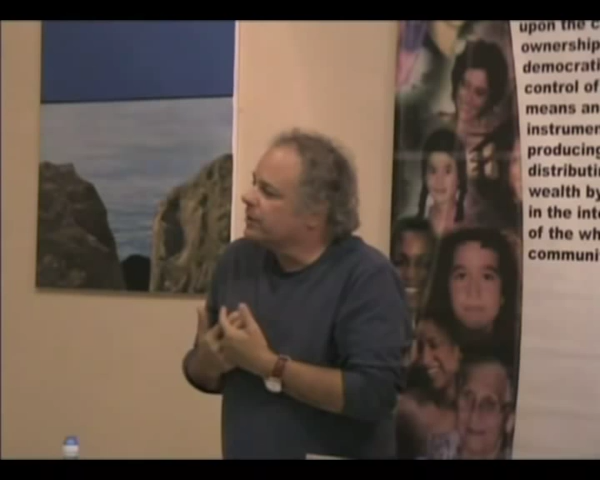 upon the c
ownership
democrati
control of
means an
instrumen
producing
distributi
wealth by
in the inte
of the wh
communi